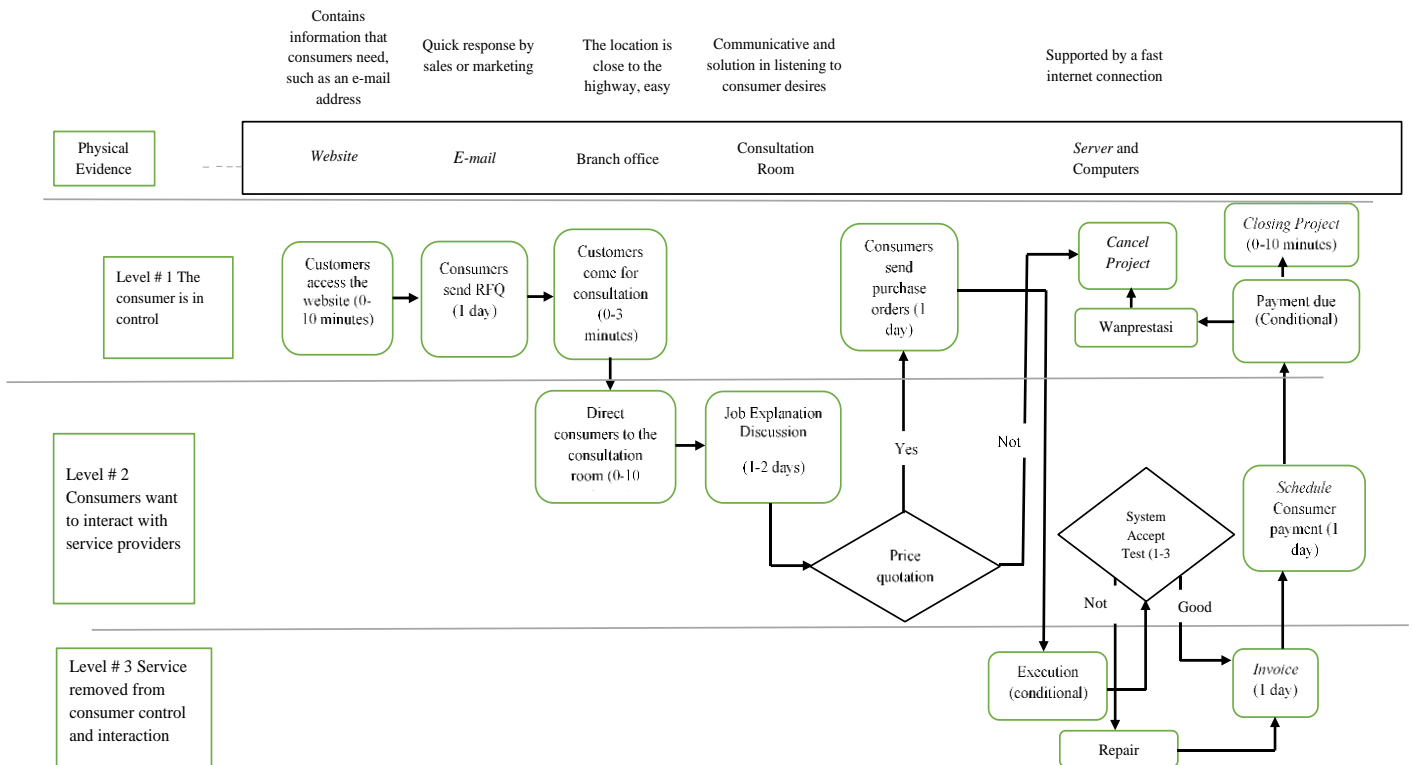 Contains
information that
consumers need,
such as an e-mail
address
Quick response by
sales or marketing
The location is
close to the
highway, easy
Communicative and
solution in listening to
consumer desires
Supported by a fast
internet connection
Physical
Evidence
Website
E-mail
Branch office
Consultation
Room
Server and
Computers
Level # 1 The
consumer is in
control
Customers
access the
website (0-
10 minutes)
Consumers
send RFQ
(1 day)
Customers
come for
consultation
(0-3
minutes)
Consumers
send
purchase
orders (1
day)
Cancel
Project
Wanprestasi
Closing Project
(0-10 minutes)
Payment due
(Conditional)
Level # 2
Consumers want
to interact with
service providers
Direct
consumers to the
consultation
room (0-10
Job Explanation
Discussion
(1-2 days)
Yes
Not
Price
quotation
System
Accept
Test (1-3
Not
Good
Schedule
Consumer
payment (1
day)
Level # 3 Service
removed from
consumer control
and interaction
Execution
(conditional)
Repair
Invoice
(1 day)